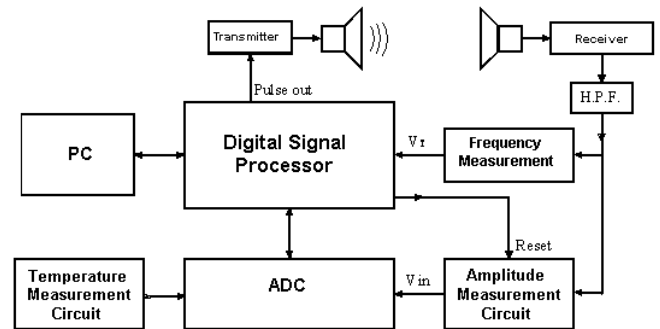 Transmitter
Receiver
Pulse out
H.P.F.
PC
Digital Signal
Processor
Vr
Frequency
Measurement
Reset
Temperature
Measurement
Circuit
ADC
Vin
Amplitude
Measurement
Circuit